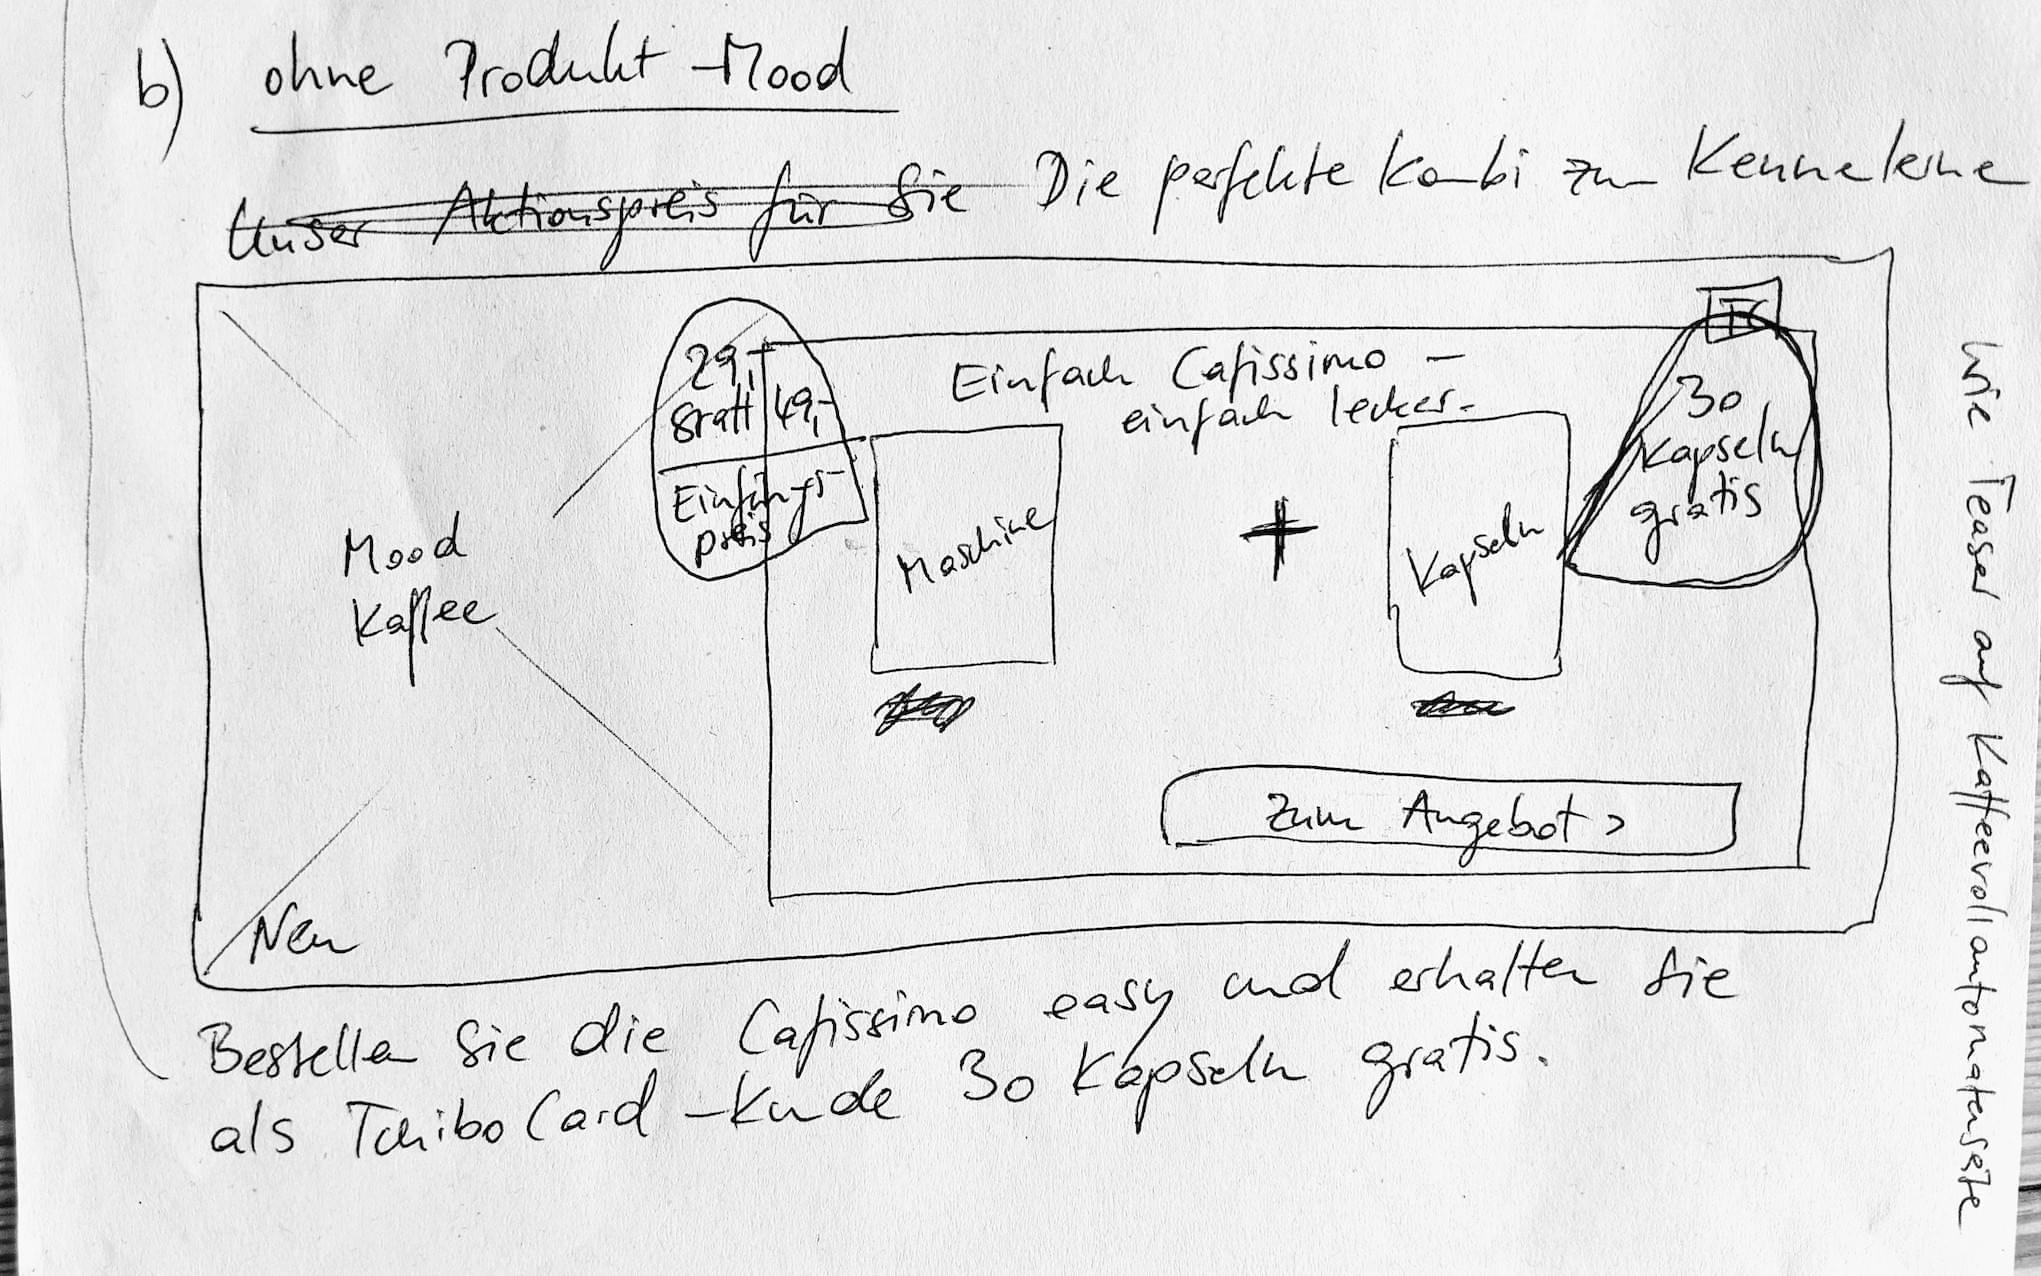 b) ohne Produkt-Mood
Unser Aktionspreis für Sie Die perfekte Kombi zum Kennenlerne
TC
29,-
statt 49,-
Einführungs-
preis
Einfach Cafissimo –
einfach lecker.
30
Kapseln
gratis
Mood
Kaffee
Maschine
+
Kapseln
Zum Angebot >
Neu
Bestellen Sie die Cafissimo easy und erhalten Sie
als TchiboCard-Kunde 30 Kapseln gratis.
wie Teaser auf Kaffeevollautomatenseite